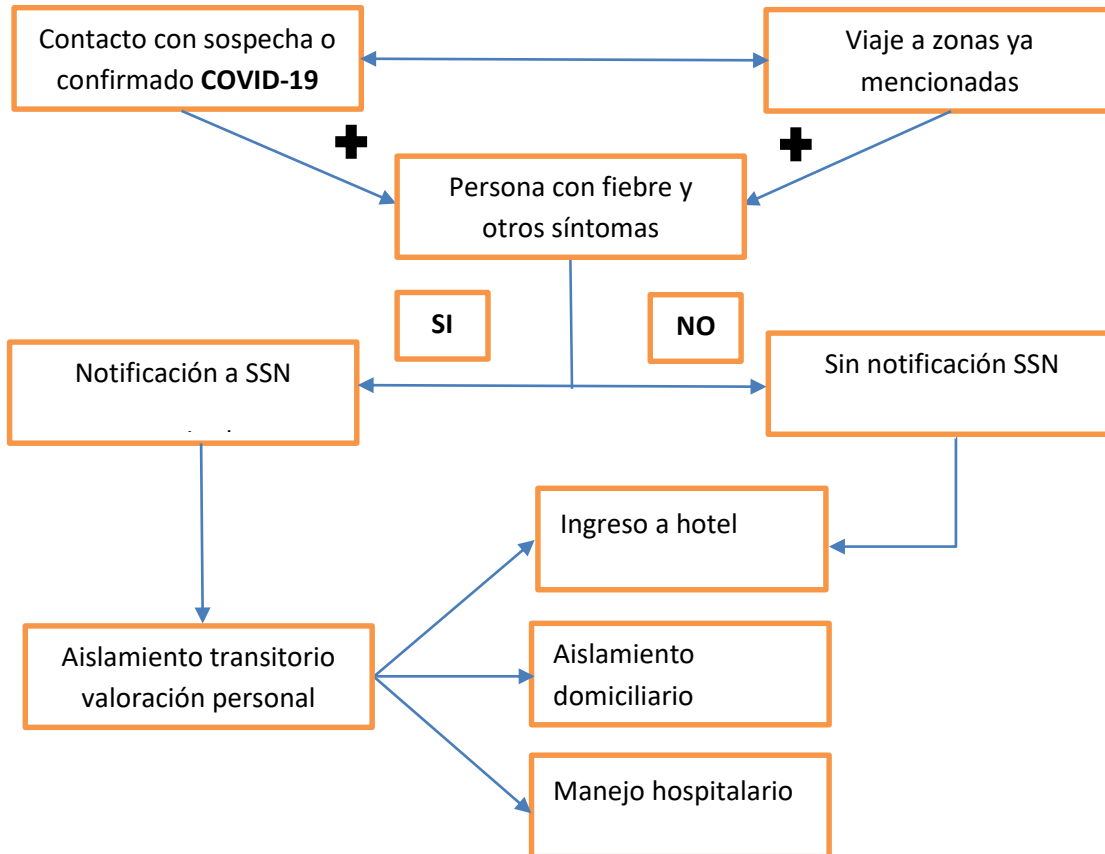 Contacto con sospecha o
confirmado COVID-19
Viaje a zonas ya
mencionadas
Persona con fiebre y
otros síntomas
SI
NO
Notificación a SSN
Sin notificación SSN
Ingreso a hotel
Aislamiento transitorio
valoración personal
Aislamiento
domiciliario
Manejo hospitalario